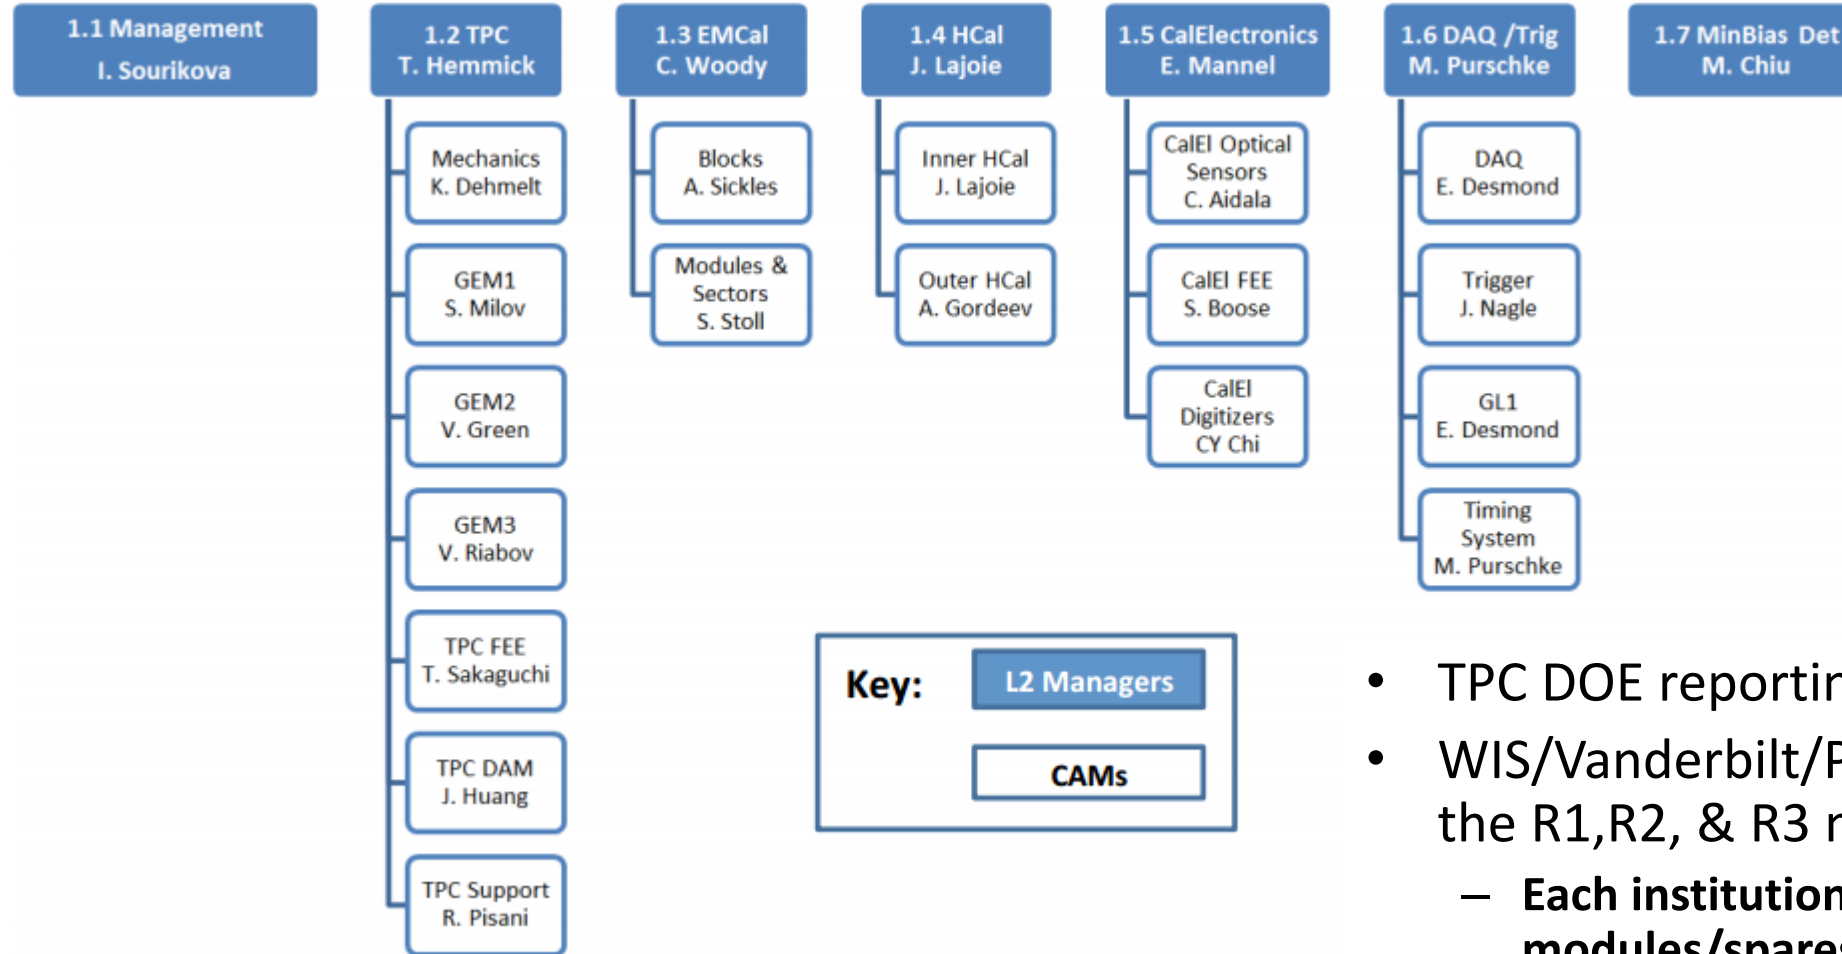 1.1 Management
I. Sourikova
1.2 TPC
T. Hemmick
1.3 EMCal
C. Woody
1.4 HCal
J. Lajoie
1.5 CalElectronics
E. Mannel
1.6 DAQ /Trig
M. Purschke
1.7 MinBias Det
M. Chiu
Mechanics
K. Dehmelt
GEM1
S. Milov
GEM2
V. Green
GEM3
V. Riabov
TPC FEE
T. Sakaguchi
TPC DAM
J. Huang
TPC Support
R. Pisani
Blocks
A. Sickles
Modules &
Sectors
S. Stoll
Inner HCal
J. Lajoie
Outer HCal
A. Gordeev
CalEl Optical
Sensors
C. Aidala
CalEl FEE
S. Boose
CalEl
Digitizers
CY Chi
DAQ
E. Desmond
Trigger
J. Nagle
GL1
E. Desmond
Timing
System
M. Purschke
Key:
L2 Managers
CAMs
• TPC DOE reportin
• WIS/Vanderbilt/P
the R1,R2, & R3 r
– Each institution
modules/spares